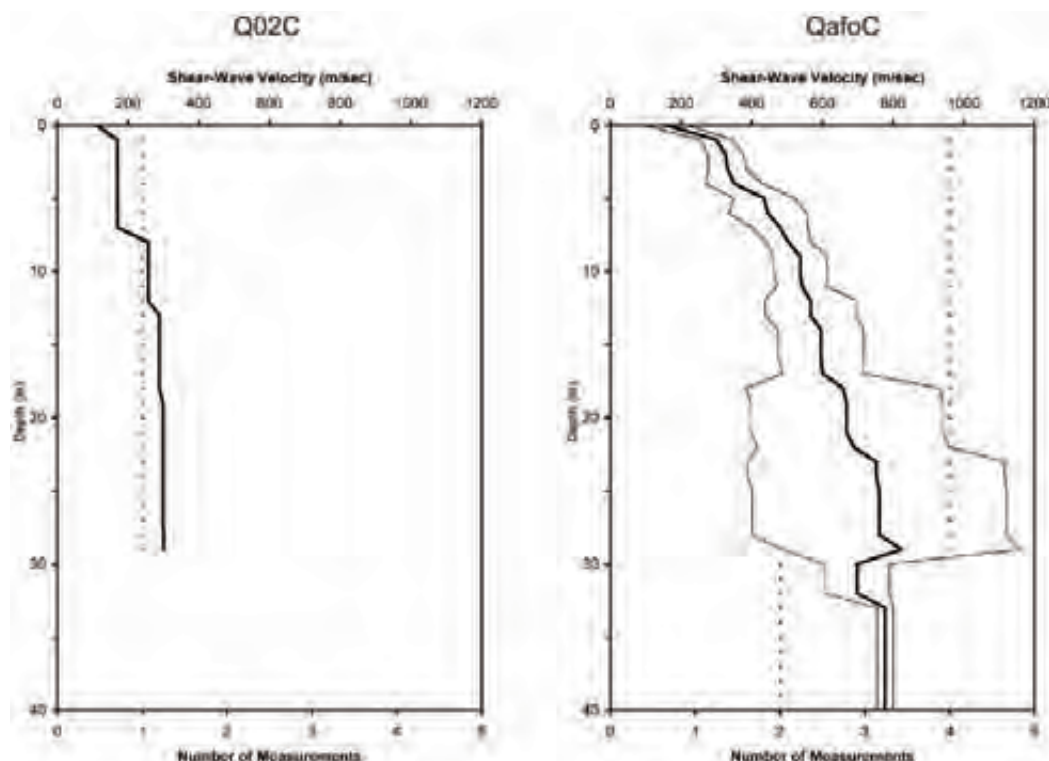 Q02C
Shear-Wave Velocity (m/sec)
0 200 400 600 800 1000 1200
0
10
20
30
40
Depth (m)
0 1 2 3 4 5
Number of Measurements
QafoC
Shear-Wave Velocity (m/sec)
0 200 400 600 800 1000 1200
0
10
20
30
40
Depth (m)
0 1 2 3 4 5
Number of Measurements